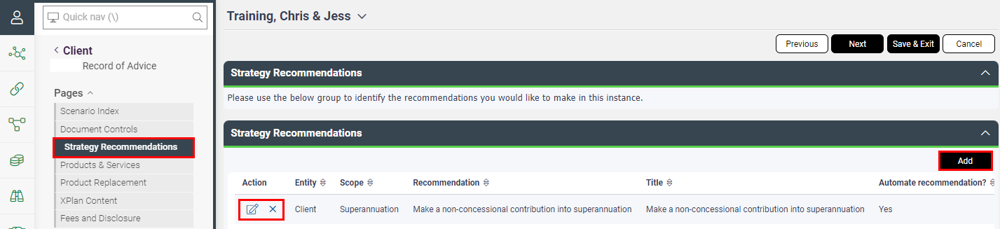 Quick nav (\)
Training, Chris & Jess
Client
Record of Advice
Previous Next Save & Exit Cancel
Pages
Scenario Index
Document Controls
Strategy Recommendations
Products & Services
Product Replacement
XPlan Content
Fees and Disclosure
Strategy Recommendations
Please use the below group to identify the recommendations you would like to make in this instance.
Strategy Recommendations
Add
Action Entity Scope Recommendation Title Automate recommendation?
Client Superannuation Make a non-concessional contribution into superannuation Make a non-concessional contribution into superannuation Yes